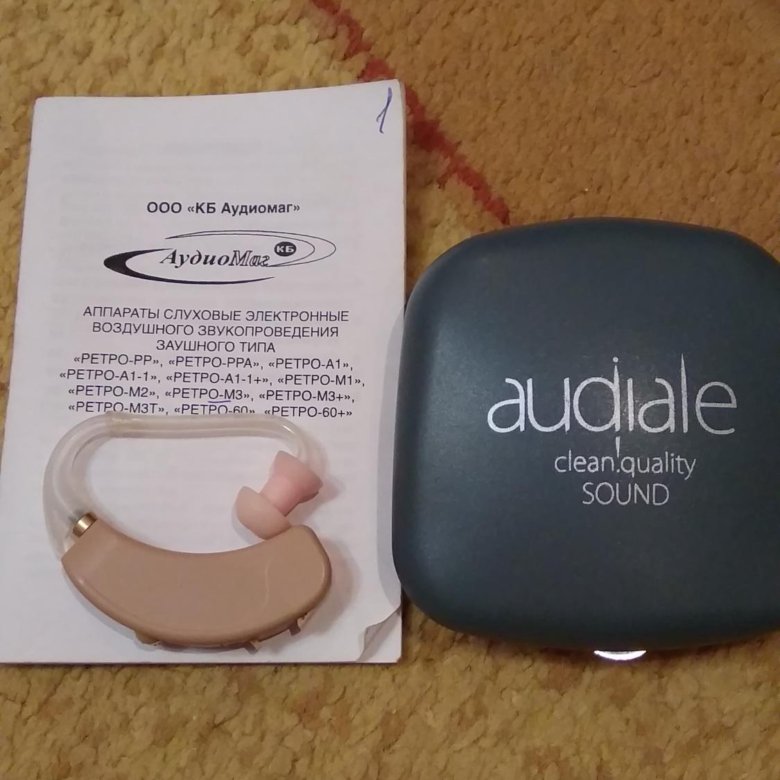 1
ООО «КБ Аудиомаг»
АудиоМаг КБ
АППАРАТЫ СЛУХОВЫЕ ЭЛЕКТРОННЫЕ
ВОЗДУШНОГО ЗВУКОПРОВЕДЕНИЯ
ЗАУШНОГО ТИПА
«РЕТРО-РР», «РЕТРО-РРА», «РЕТРО-А1»,
«РЕТРО-А1-1», «РЕТРО-А1-1+», «РЕТРО-М1»,
«РЕТРО-М2», «РЕТРО-М3», «РЕТРО-М3+»,
«РЕТРО-М3Т», «РЕТРО-60», «РЕТРО-60+»
audiale
clean.quality
SOUND